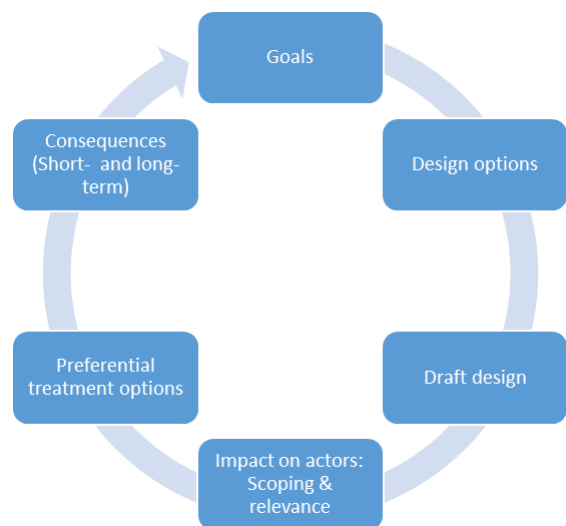 Goals
Design options
Draft design
Impact on actors:
Scoping &
relevance
Preferential
treatment options
Consequences
(Short- and long-
term)